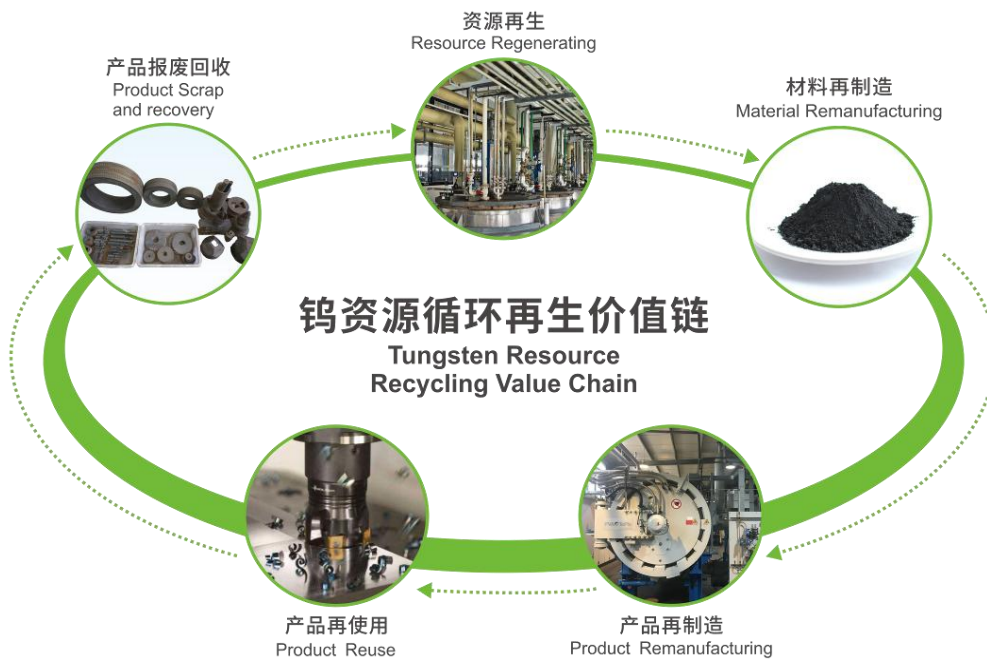 资源再生
Resource Regenerating
产品报废回收
Product Scrap
and recovery
材料再制造
Material Remanufacturing
钨资源循环再生价值链
Tungsten Resource
Recycling Value Chain
产品再使用
Product Reuse
产品再制造
Product Remanufacturing